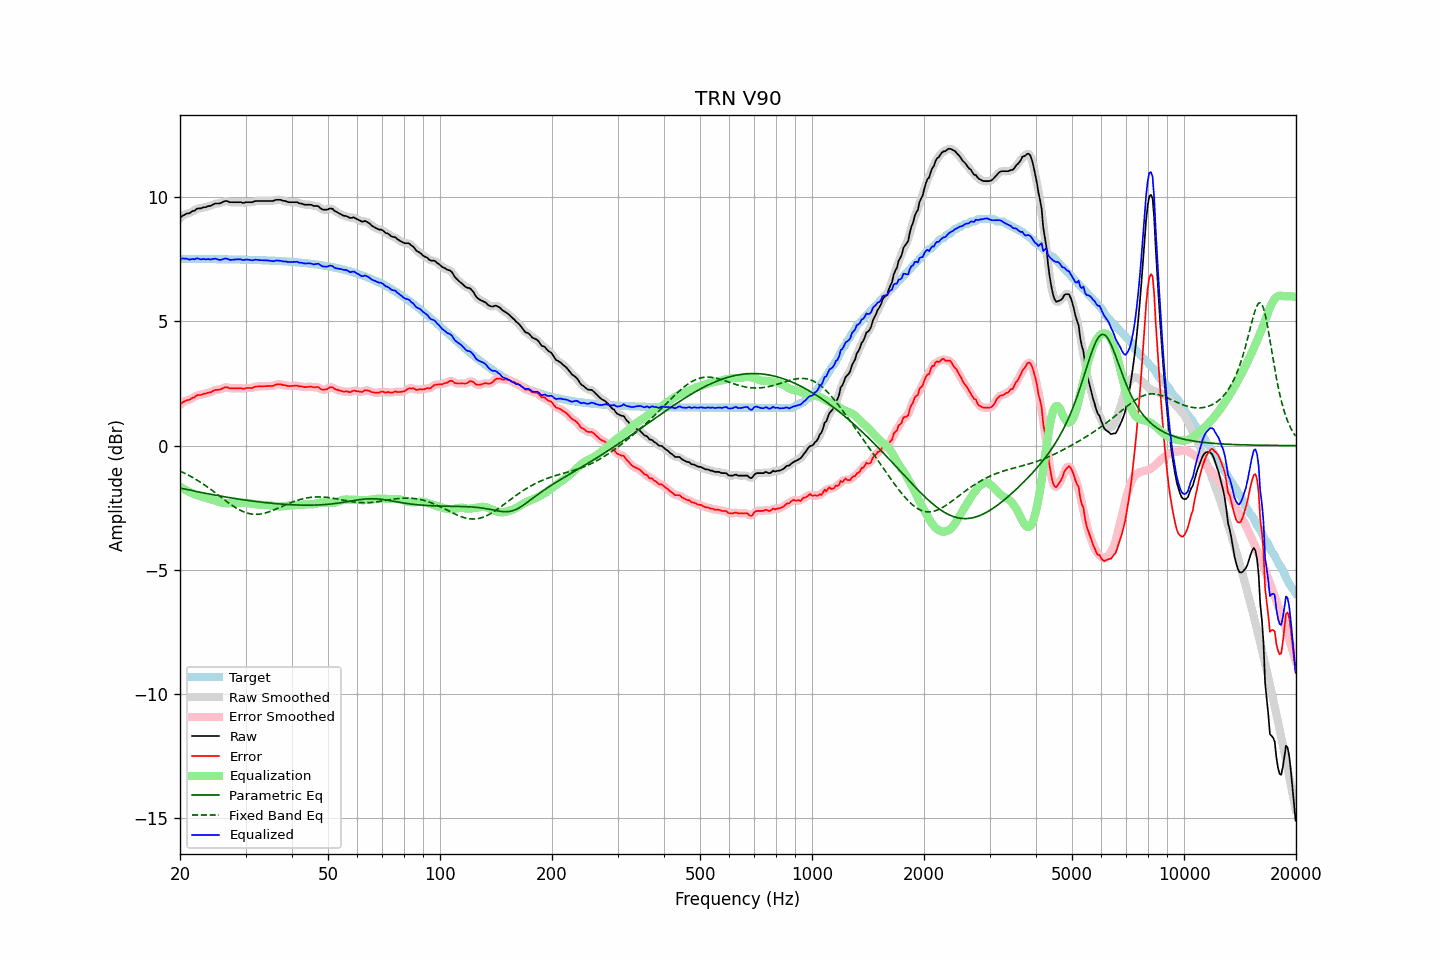 TRN V90
Amplitude (dBr)
10
5
0
−5
−10
−15
Target
Raw Smoothed
Error Smoothed
Raw
Error
Equalization
Parametric Eq
Fixed Band Eq
Equalized
20 50 100 200 500 1000 2000 5000 10000 20000
Frequency (Hz)